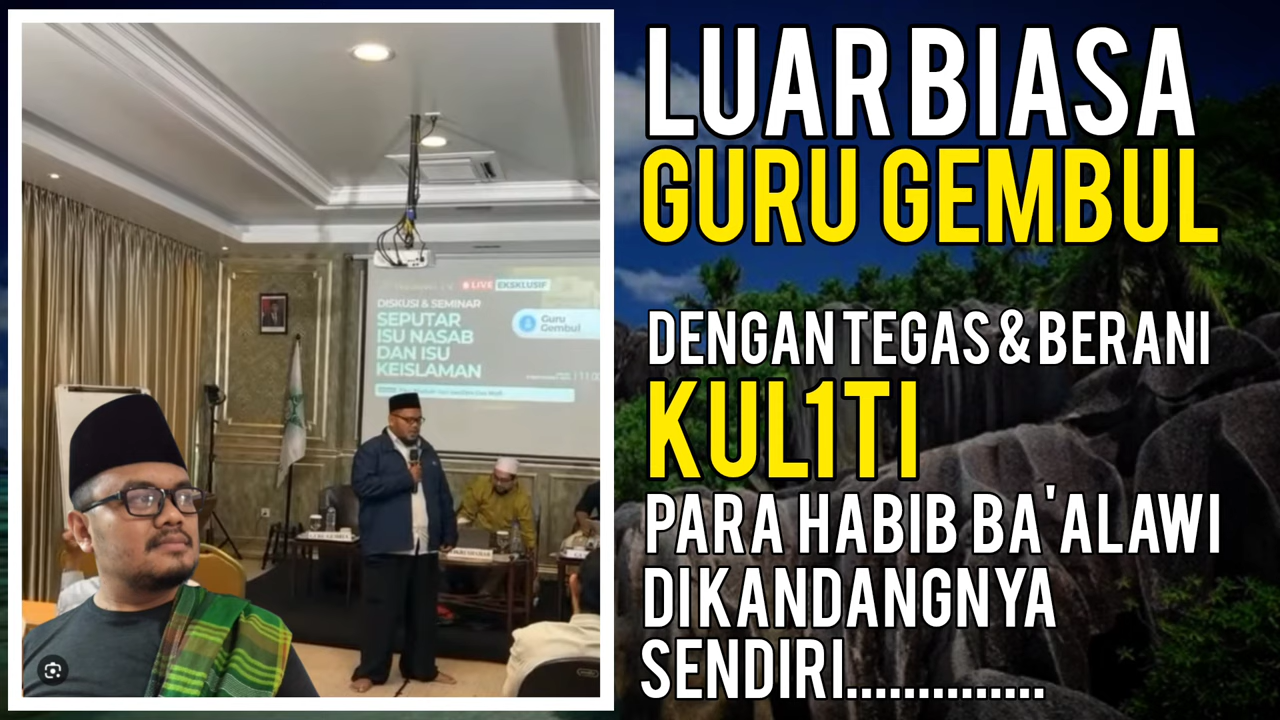 LUAR BIASA
GURU GEMBUL
DENGAN TEGAS & BERANI
KUL1TI
PARA HABIB BA'ALAWI
DIKANDANGNYA
SENDIRI..............
LIVE EKSKLUSIF
DISKUSI & SEMINAR
SEPUTAR
ISU NASAB
DAN ISU
KEISLAMAN
Guru
Gembul